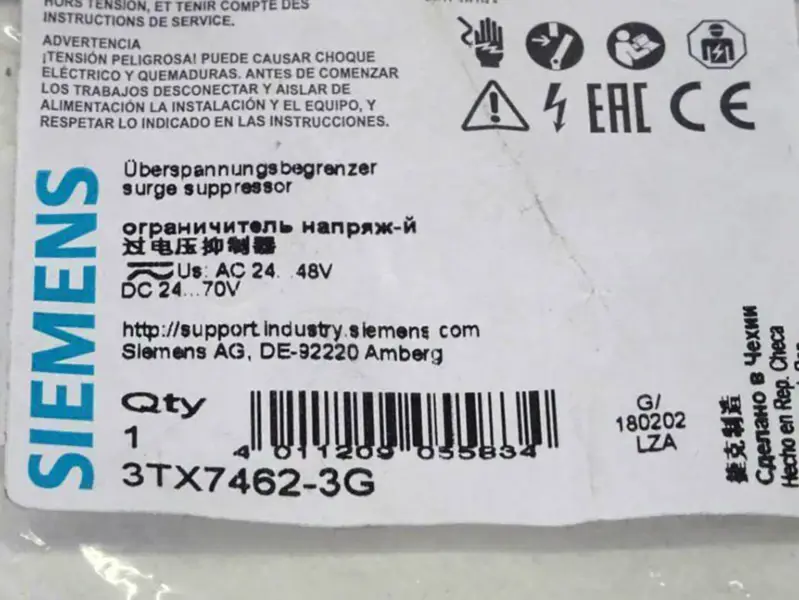 HORS TENSION, ET TENIR COMPTE DES
INSTRUCTIONS DE SERVICE.
ADVERTENCIA
¡TENSIÓN PELIGROSA! PUEDE CAUSAR CHOQUE
ELÉCTRICO Y QUEMADURAS. ANTES DE COMENZAR
LOS TRABAJOS DESCONECTAR Y AISLAR DE
ALIMENTACIÓN LA INSTALACIÓN Y EL EQUIPO, Y
RESPETAR LO INDICADO EN LAS INSTRUCCIONES.
EAC CE
SIEMENS
Überspannungsbegrenzer
surge suppressor
ограничитель напряж-й
过电压抑制器
Us: AC 24...48V
DC 24...70V
http://support.industry.siemens.com
Siemens AG, DE-92220 Amberg
Qty
1
4 011209 055834
3TX7462-3G
G/
180202
LZA
捷克制造
Сделано в Чехии
Hecho en Rep. Checa